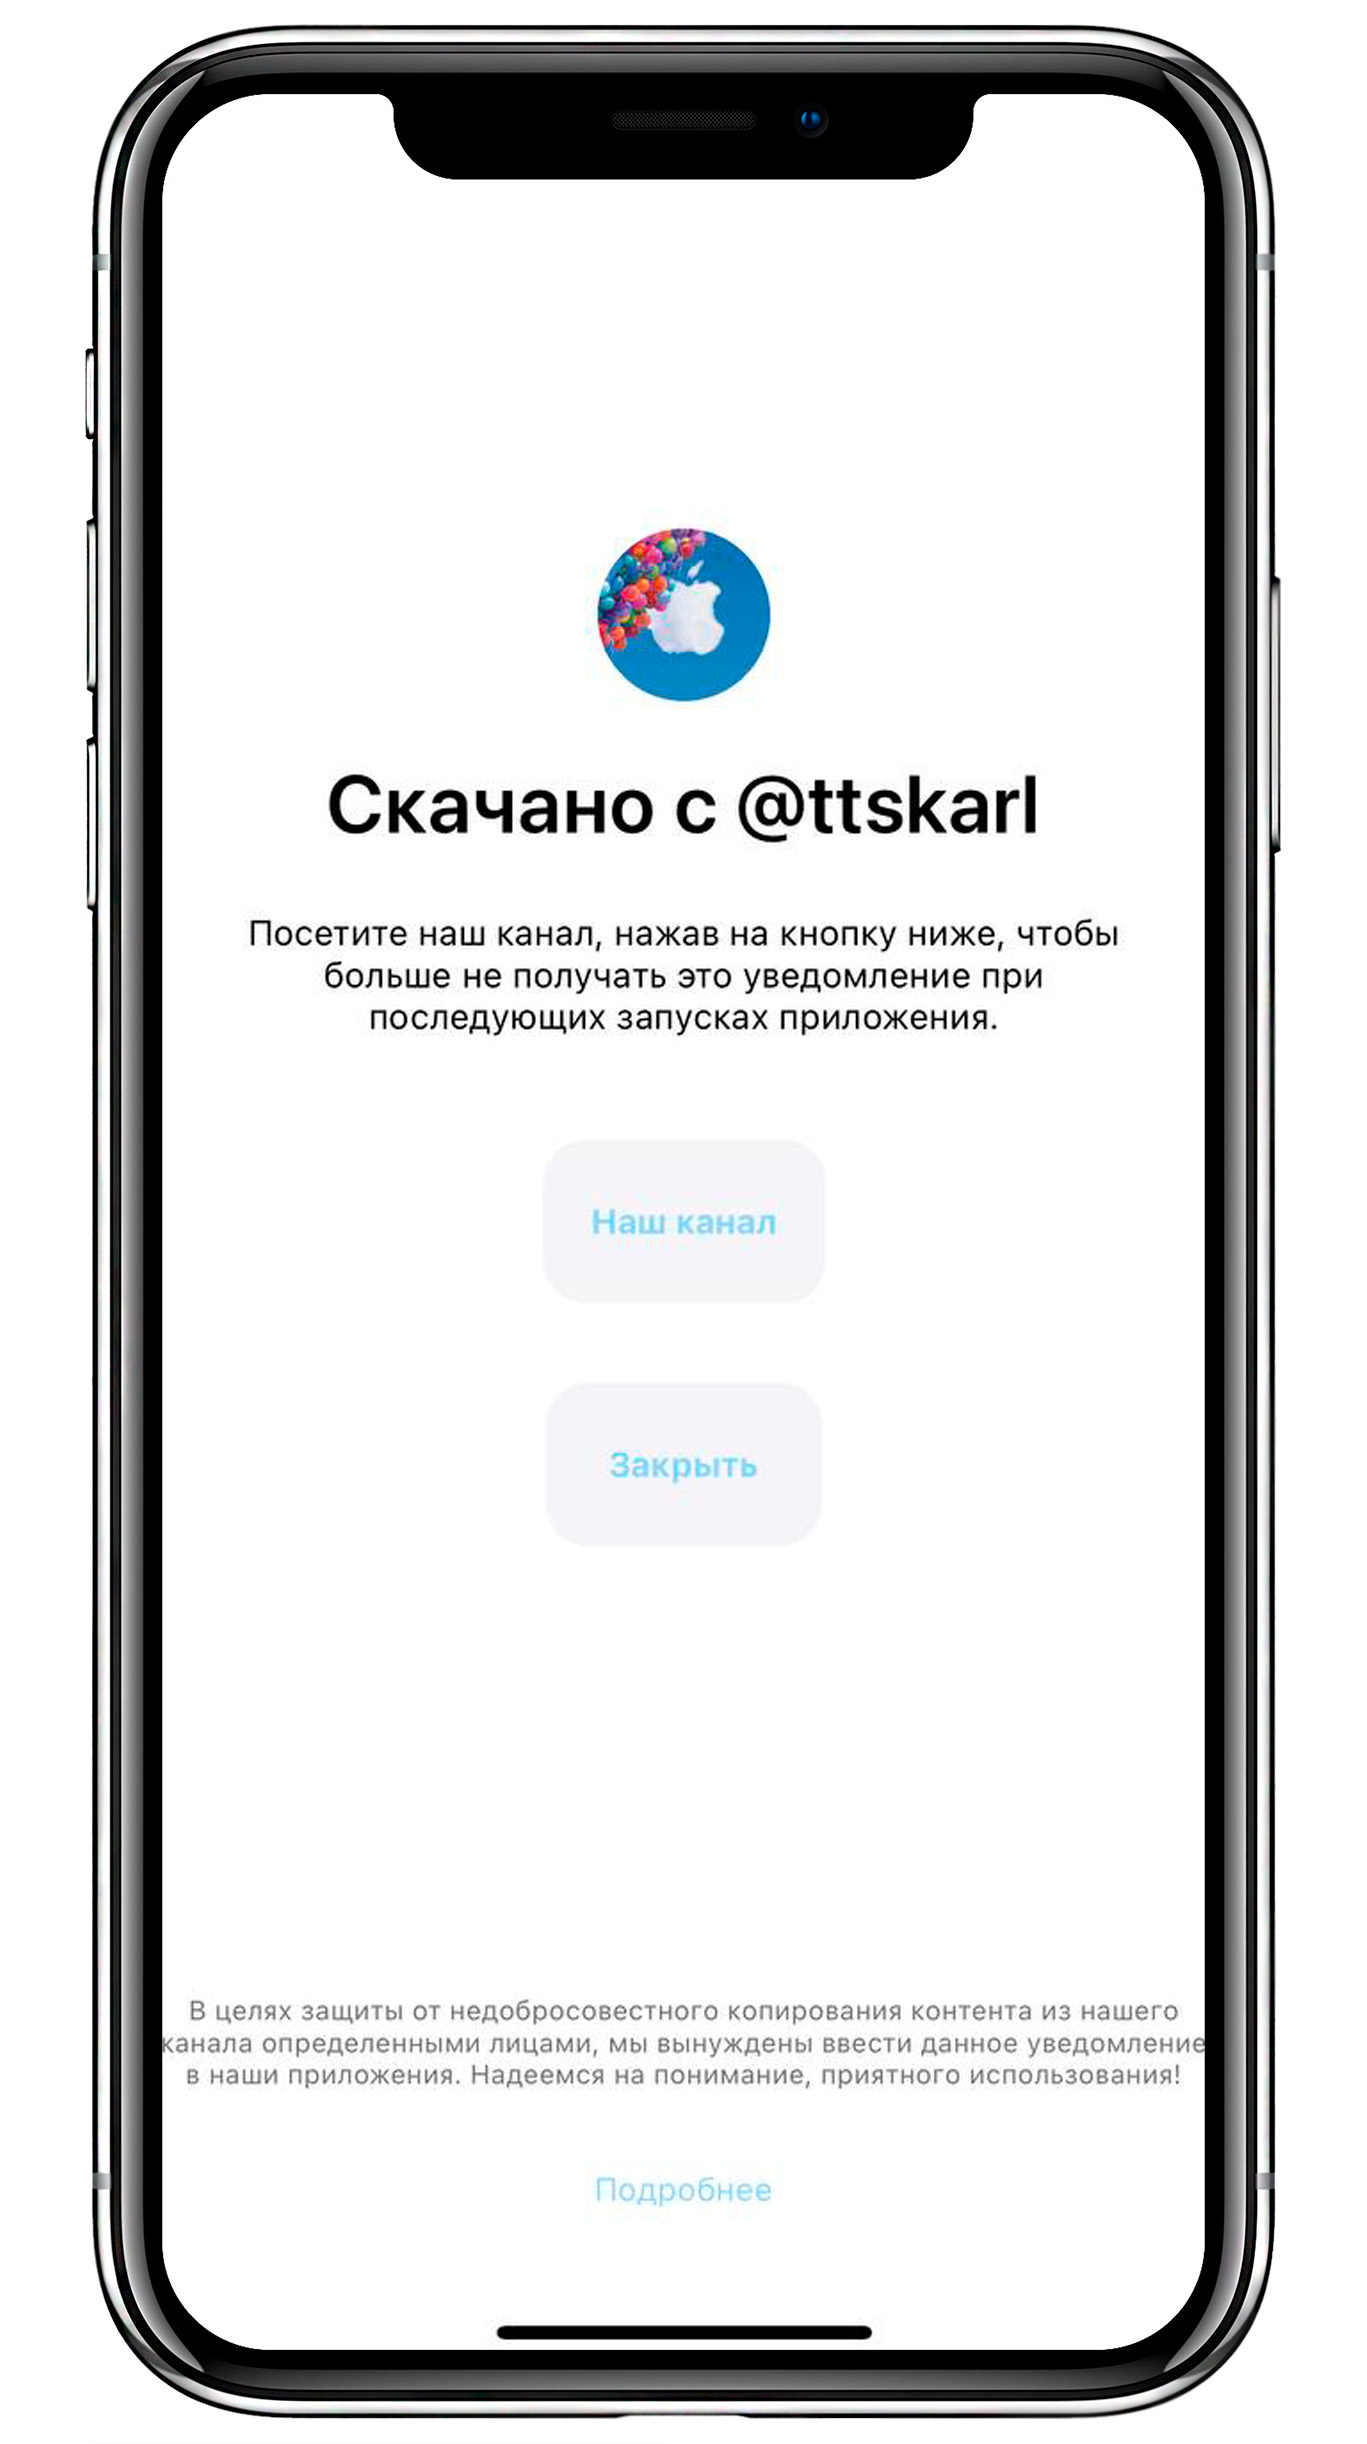 Скачано с @ttskarl
Посетите наш канал, нажав на кнопку ниже, чтобы
больше не получать это уведомление при
последующих запусках приложения.
Наш канал
Закрыть
В целях защиты от недобросовестного копирования контента из нашего
канала определенными лицами, мы вынуждены ввести данное уведомление
в наши приложения. Надеемся на понимание, приятного использования!
Подробнее